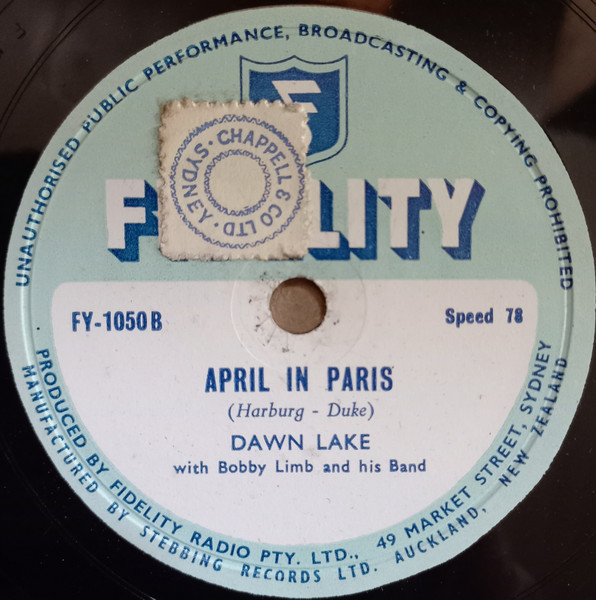 UNAUTHORISED PUBLIC PERFORMANCE, BROADCASTING & COPYING PROHIBITED
CHAPPELL & CO LTD · SYDNEY ·
F LITY
FY-1050 B
Speed 78
APRIL IN PARIS
(Harburg - Duke)
DAWN LAKE
with Bobby Limb and his Band
PRODUCED BY FIDELITY RADIO PTY. LTD., 49 MARKET STREET, SYDNEY
MANUFACTURED BY STEBBING RECORDS LTD. AUCKLAND, NEW ZEALAND